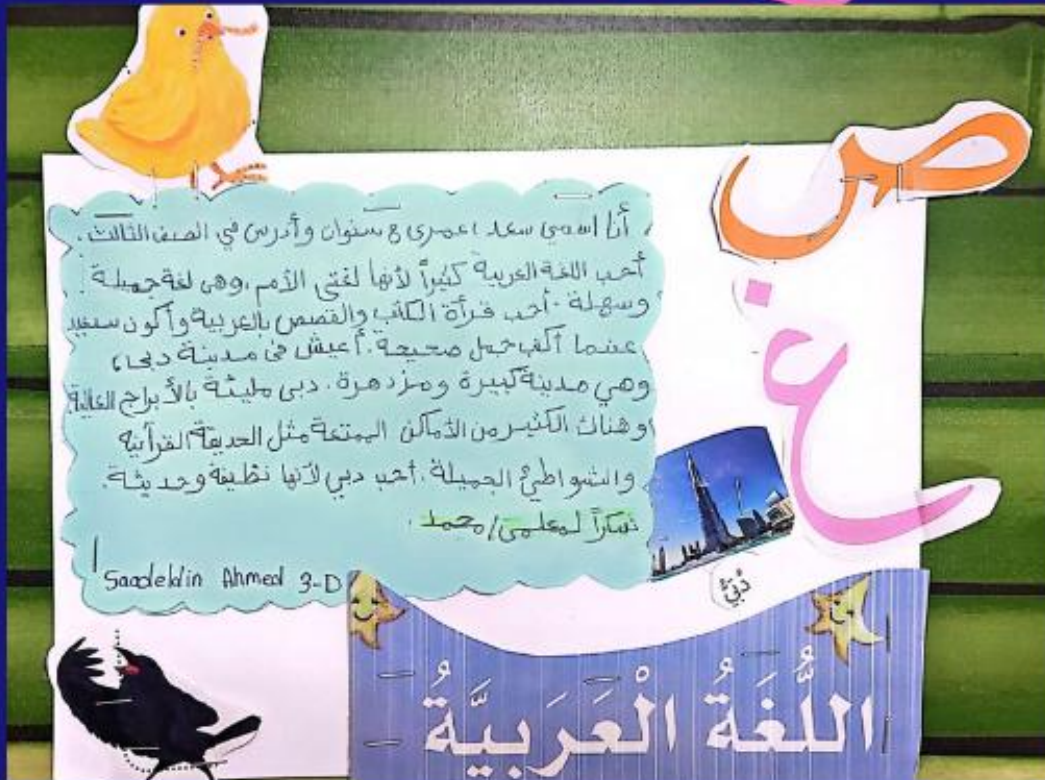 ص
غ
أنا اسمي سعد، عمري 8 سنوات وأدرس في الصف الثالث.
أحب اللغة العربية كثيراً لأنها لغتي الأم، وهي لغة جميلة
وسهلة. أحب قرأة الكتب والقصص بالعربية وأكون سعيد
عندما أكتب جمل صحيحة. أعيش في مدينة دبي،
وهي مدينة كبيرة ومزدهرة. دبي مليئة بالأبراج العالية
وهناك الكثير من الأماكن الممتعة مثل الحديقة القرآنية
والشواطئ الجميلة. أحب دبي لأنها نظيفة وحديثة.
شكراً لمعلمي/محمد.
Saadeldin Ahmed 3-D
دُبَيّ
اللُّغَةُ الْعَرَبِيَّةُ